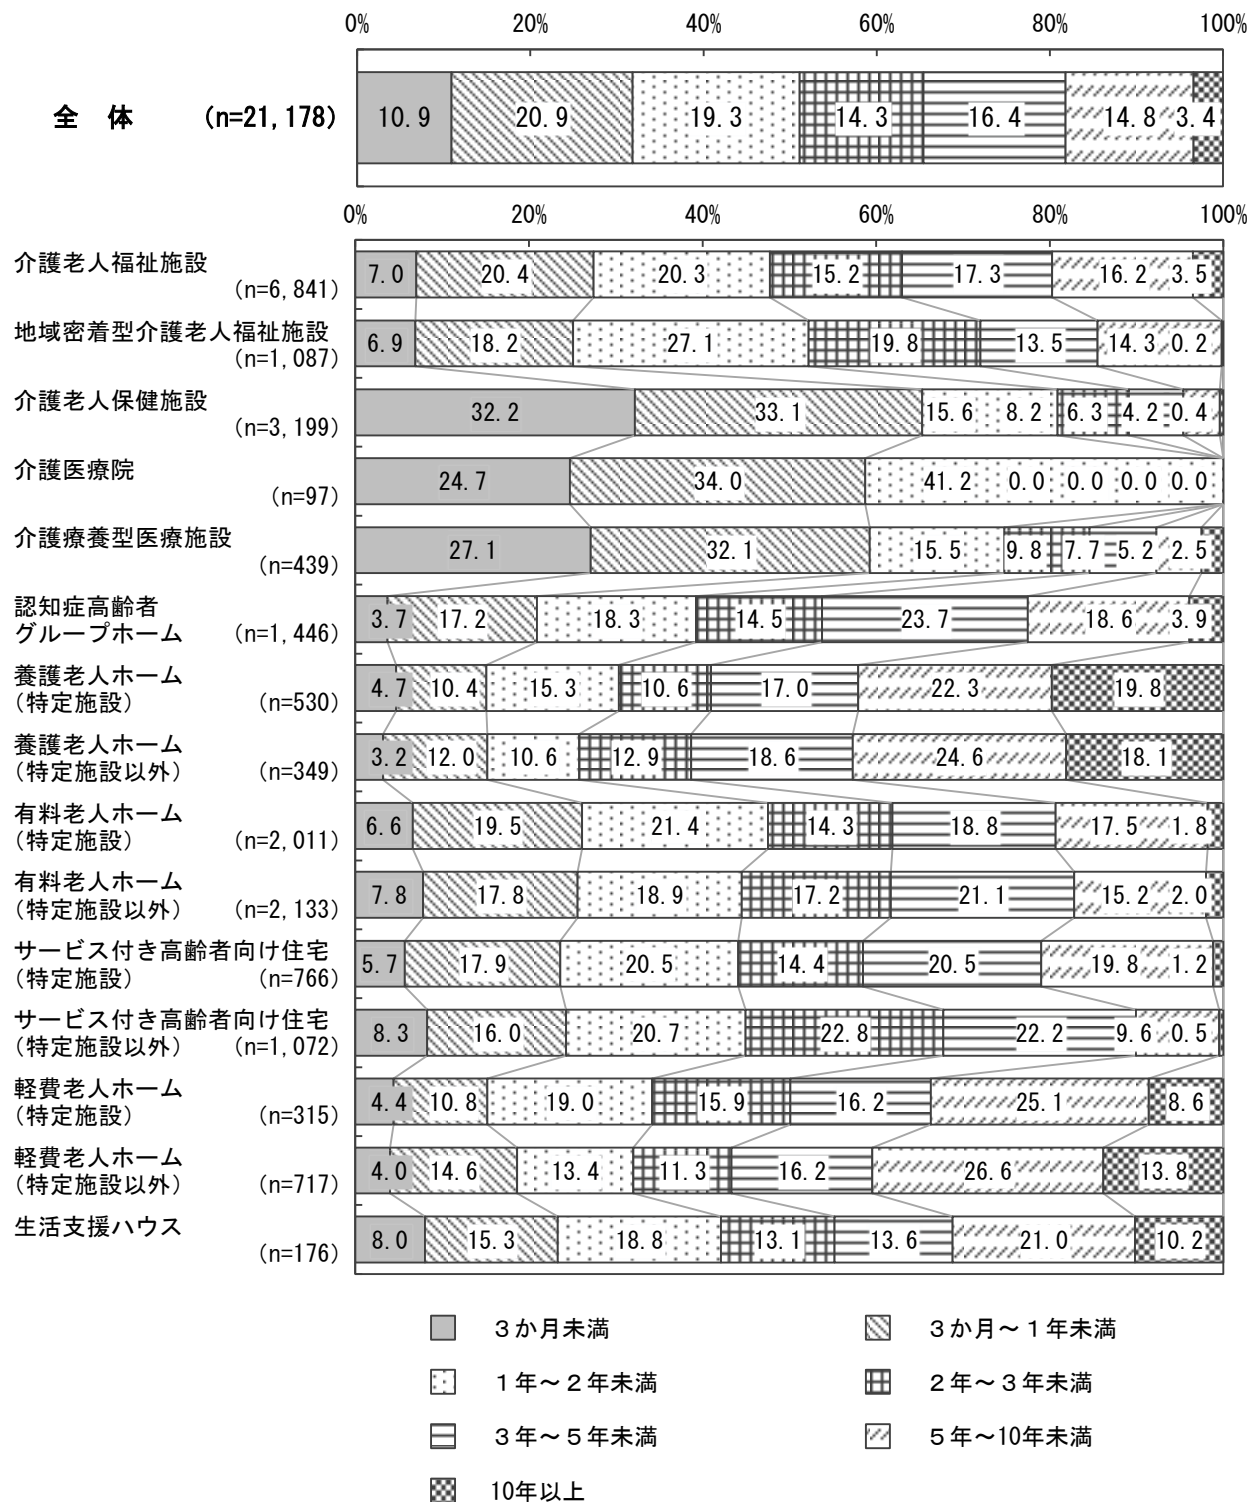 0% 20% 40% 60% 80% 100%
全 体 (n=21,178) 10.9 20.9 19.3 14.3 16.4 14.8 3.4
0% 20% 40% 60% 80% 100%
介護老人福祉施設
(n=6,841) 7.0 20.4 20.3 15.2 17.3 16.2 3.5
地域密着型介護老人福祉施設
(n=1,087) 6.9 18.2 27.1 19.8 13.5 14.3 0.2
介護老人保健施設
(n=3,199) 32.2 33.1 15.6 8.2 6.3 4.2 0.4
介護医療院
(n=97) 24.7 34.0 41.2 0.0 0.0 0.0 0.0
介護療養型医療施設
(n=439) 27.1 32.1 15.5 9.8 7.7 5.2 2.5
認知症高齢者
グループホーム (n=1,446) 3.7 17.2 18.3 14.5 23.7 18.6 3.9
養護老人ホーム
(特定施設) (n=530) 4.7 10.4 15.3 10.6 17.0 22.3 19.8
養護老人ホーム
(特定施設以外) (n=349) 3.2 12.0 10.6 12.9 18.6 24.6 18.1
有料老人ホーム
(特定施設) (n=2,011) 6.6 19.5 21.4 14.3 18.8 17.5 1.8
有料老人ホーム
(特定施設以外) (n=2,133) 7.8 17.8 18.9 17.2 21.1 15.2 2.0
サービス付き高齢者向け住宅
(特定施設) (n=766) 5.7 17.9 20.5 14.4 20.5 19.8 1.2
サービス付き高齢者向け住宅
(特定施設以外) (n=1,072) 8.3 16.0 20.7 22.8 22.2 9.6 0.5
軽費老人ホーム
(特定施設) (n=315) 4.4 10.8 19.0 15.9 16.2 25.1 8.6
軽費老人ホーム
(特定施設以外) (n=717) 4.0 14.6 13.4 11.3 16.2 26.6 13.8
生活支援ハウス
(n=176) 8.0 15.3 18.8 13.1 13.6 21.0 10.2
３か月未満 ３か月～１年未満
１年～２年未満 ２年～３年未満
３年～５年未満 ５年～10年未満
10年以上